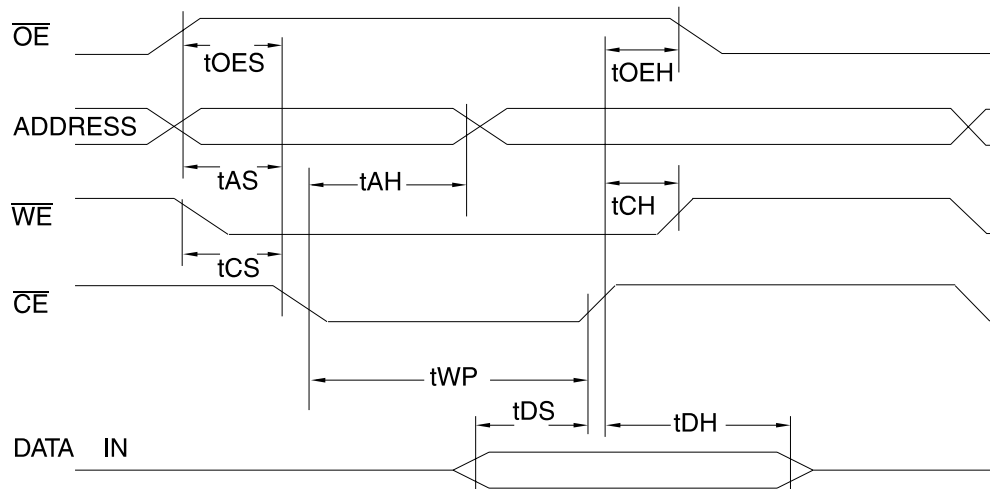 OE
tOES
tOEH
ADDRESS
tAS
tAH
tCH
WE
tCS
CE
tWP
tDS
tDH
DATA IN